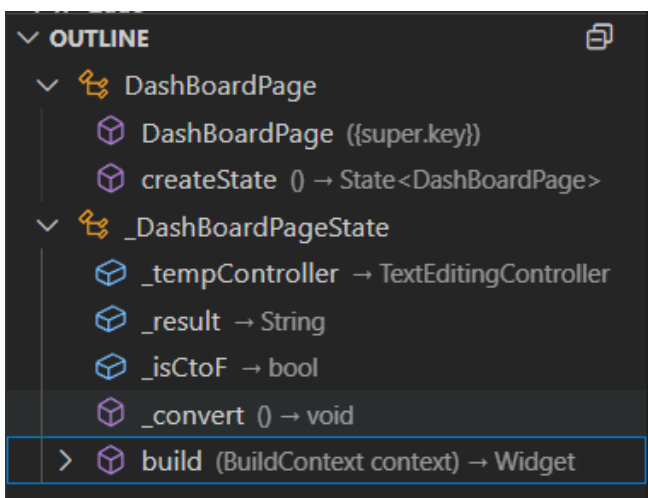 OUTLINE
DashBoardPage
DashBoardPage ({super.key})
createState () → State<DashBoardPage>
_DashBoardPageState
_tempController → TextEditingController
_result → String
_isCtoF → bool
_convert () → void
build (BuildContext context) → Widget